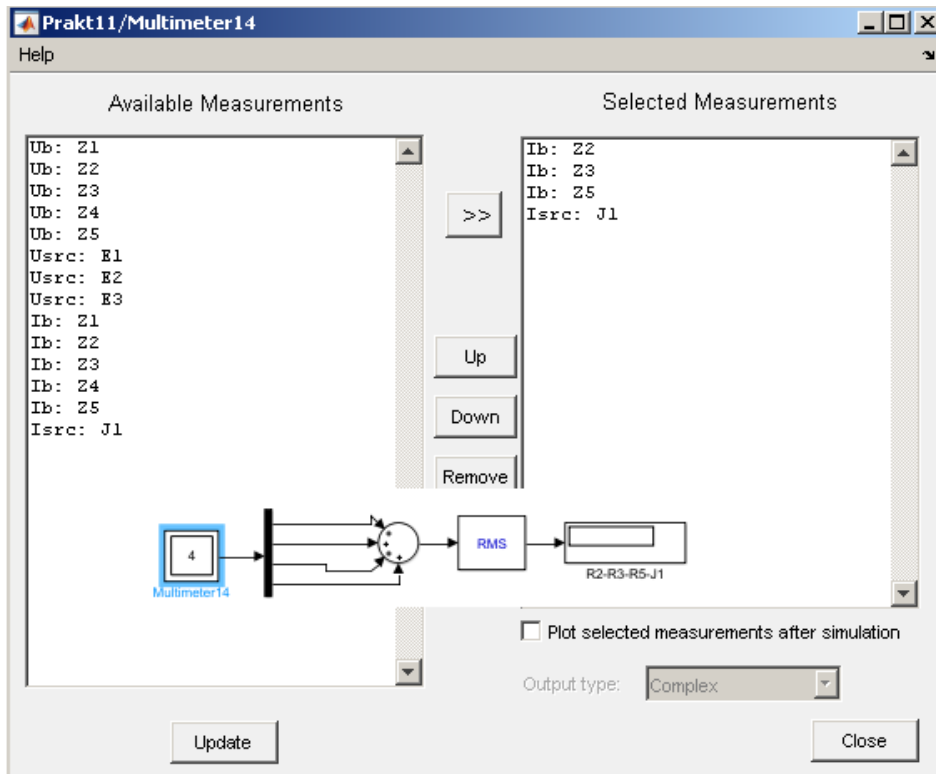 Prakt11/Multimeter14
Help
Available Measurements
Ub: Z1
Ub: Z2
Ub: Z3
Ub: Z4
Ub: Z5
Usrc: E1
Usrc: E2
Usrc: E3
Ib: Z1
Ib: Z2
Ib: Z3
Ib: Z4
Ib: Z5
Isrc: J1
>>
Up
Down
Remove
Selected Measurements
Ib: Z2
Ib: Z3
Ib: Z5
Isrc: J1
4
Multimeter14
RMS
R2-R3-R5-J1
Plot selected measurements after simulation
Output type: Complex
Update
Close